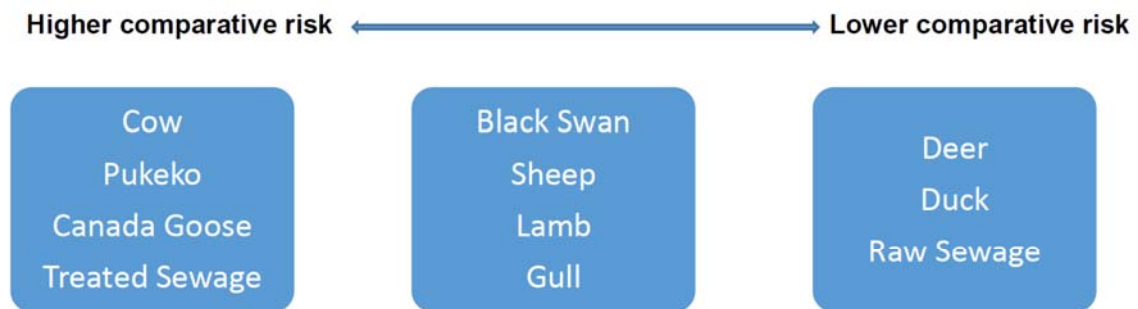 Higher comparative risk
Lower comparative risk
Cow
Pukeko
Canada Goose
Treated Sewage
Black Swan
Sheep
Lamb
Gull
Deer
Duck
Raw Sewage